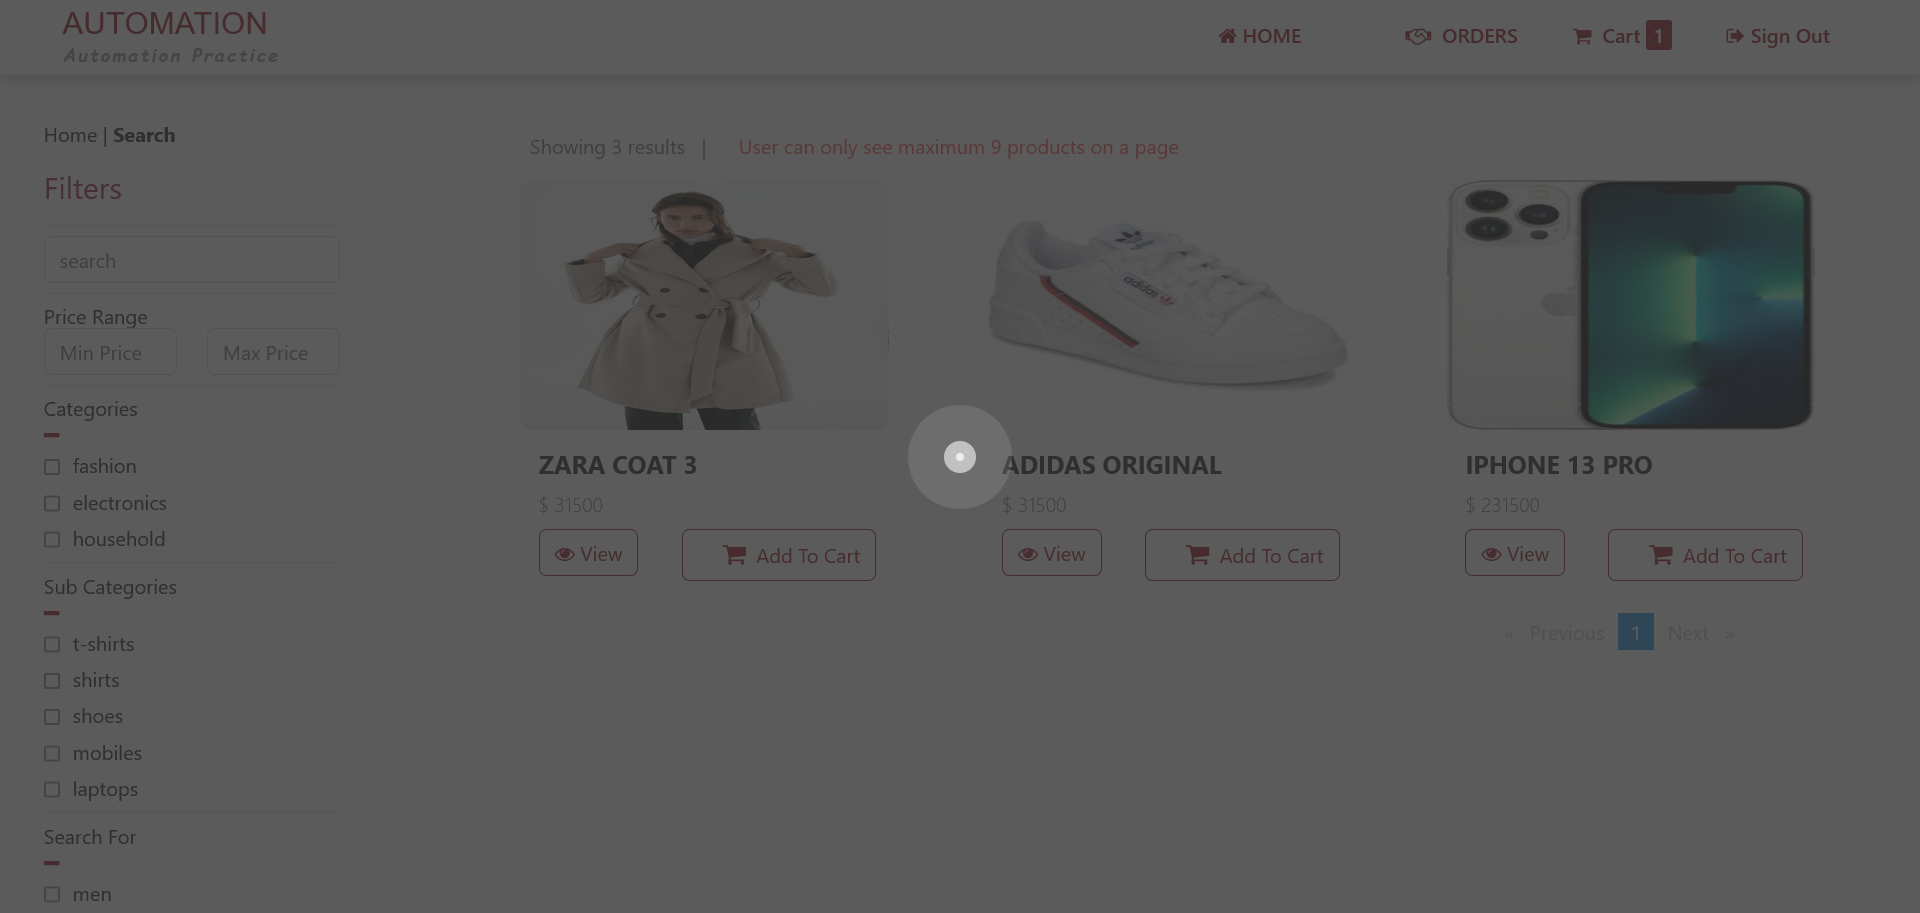 AUTOMATION
Automation Practice
HOME
ORDERS
Cart 1
Sign Out
Home | Search
Showing 3 results |
User can only see maximum 9 products on a page
Filters
search
Price Range
Min Price
Max Price
Categories
fashion
electronics
household
Sub Categories
t-shirts
shirts
shoes
mobiles
laptops
Search For
men
adidas
ZARA COAT 3
$ 31500
View
Add To Cart
ADIDAS ORIGINAL
$ 31500
View
Add To Cart
IPHONE 13 PRO
$ 231500
View
Add To Cart
« Previous 1 Next »